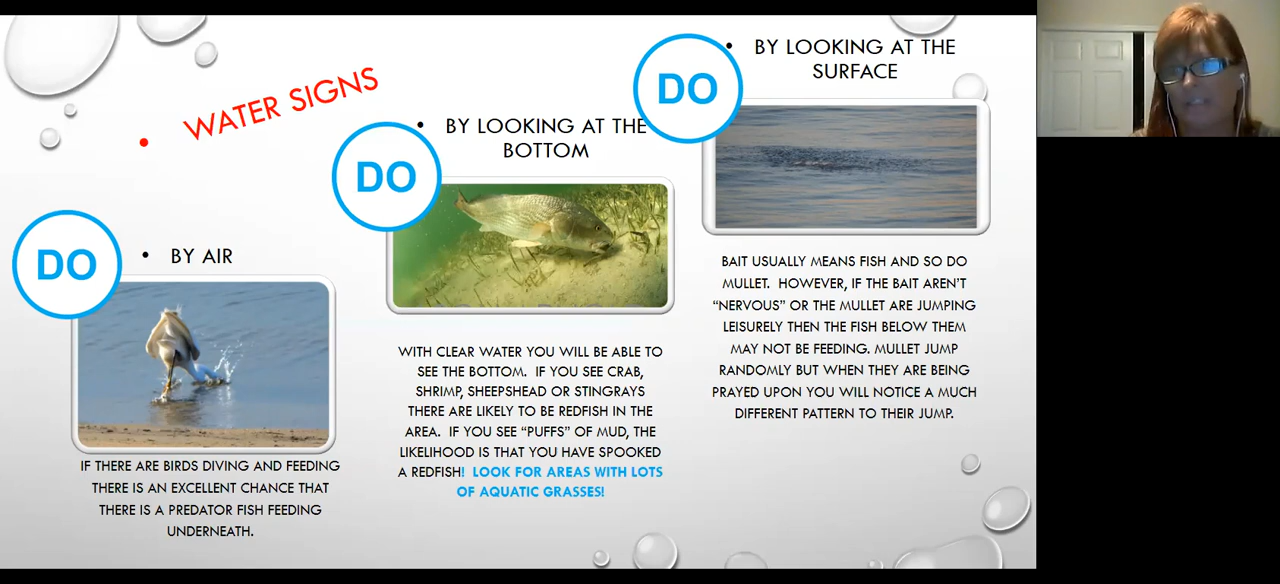 WATER SIGNS
DO
BY AIR
IF THERE ARE BIRDS DIVING AND FEEDING
THERE IS AN EXCELLENT CHANCE THAT
THERE IS A PREDATOR FISH FEEDING
UNDERNEATH.
DO
BY LOOKING AT THE
BOTTOM
WITH CLEAR WATER YOU WILL BE ABLE TO
SEE THE BOTTOM. IF YOU SEE CRAB,
SHRIMP, SHEEPSHEAD OR STINGRAYS
THERE ARE LIKELY TO BE REDFISH IN THE
AREA. IF YOU SEE “PUFFS” OF MUD, THE
LIKELIHOOD IS THAT YOU HAVE SPOOKED
A REDFISH! LOOK FOR AREAS WITH LOTS
OF AQUATIC GRASSES!
DO
BY LOOKING AT THE
SURFACE
BAIT USUALLY MEANS FISH AND SO DO
MULLET. HOWEVER, IF THE BAIT AREN’T
“NERVOUS” OR THE MULLET ARE JUMPING
LEISURELY THEN THE FISH BELOW THEM
MAY NOT BE FEEDING. MULLET JUMP
RANDOMLY BUT WHEN THEY ARE BEING
PRAYED UPON YOU WILL NOTICE A MUCH
DIFFERENT PATTERN TO THEIR JUMP.